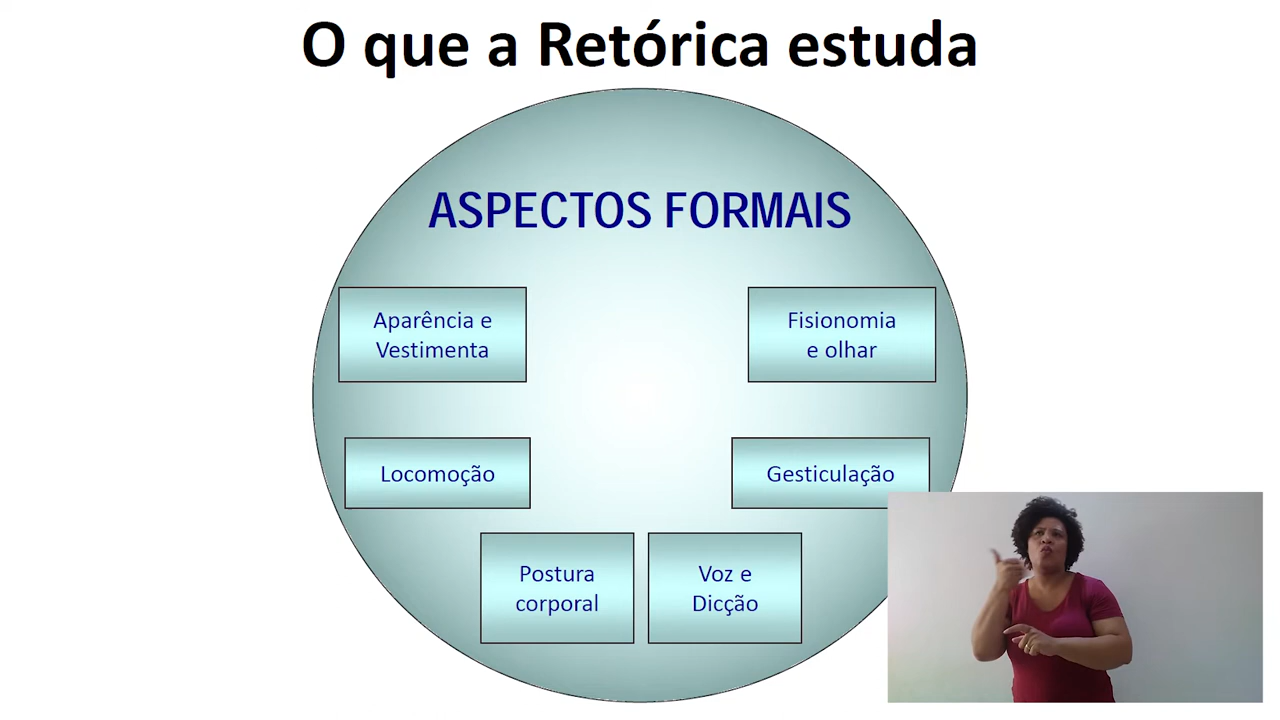 O que a Retórica estuda
ASPECTOS FORMAIS
Aparência e
Vestimenta
Fisionomia
e olhar
Locomoção
Gesticulação
Postura
corporal
Voz e
Dicção